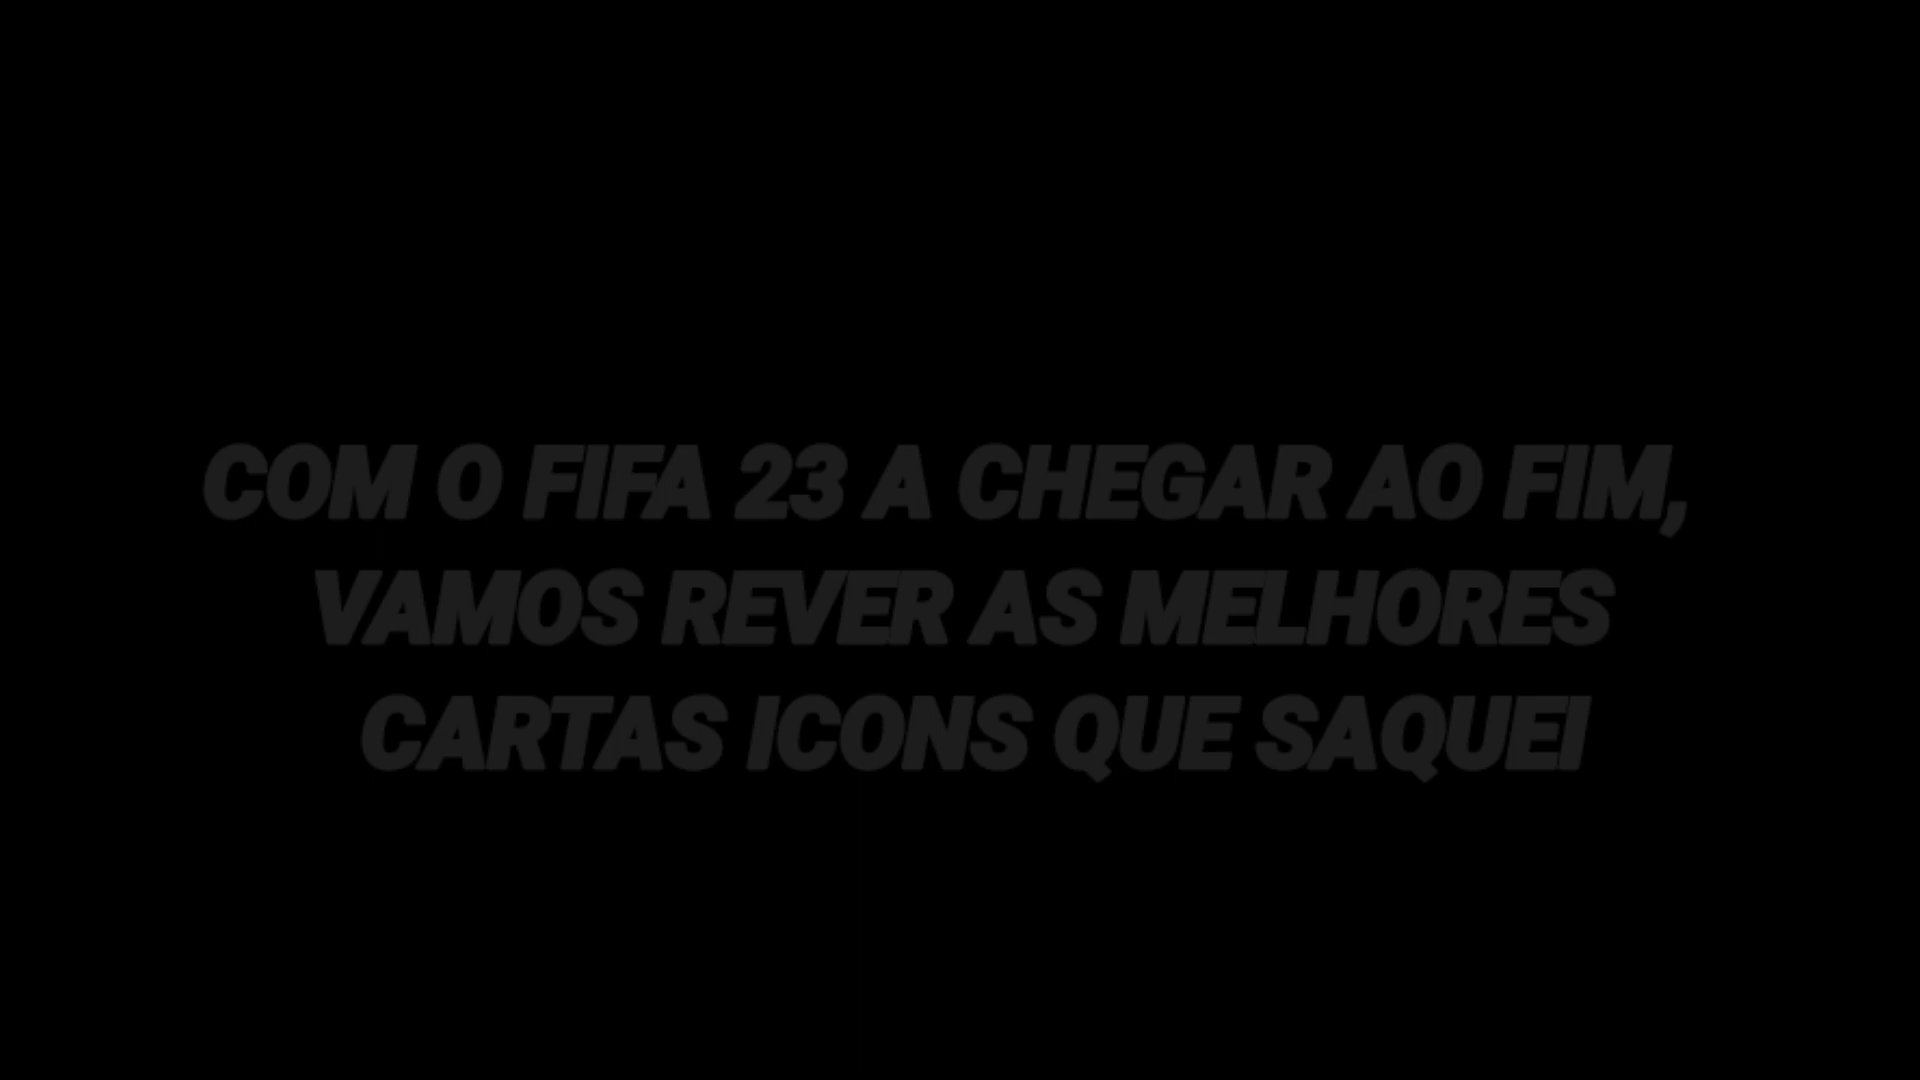 COM O FIFA 23 A CHEGAR AO FIM,
VAMOS REVER AS MELHORES
CARTAS ICONS QUE SAQUEI